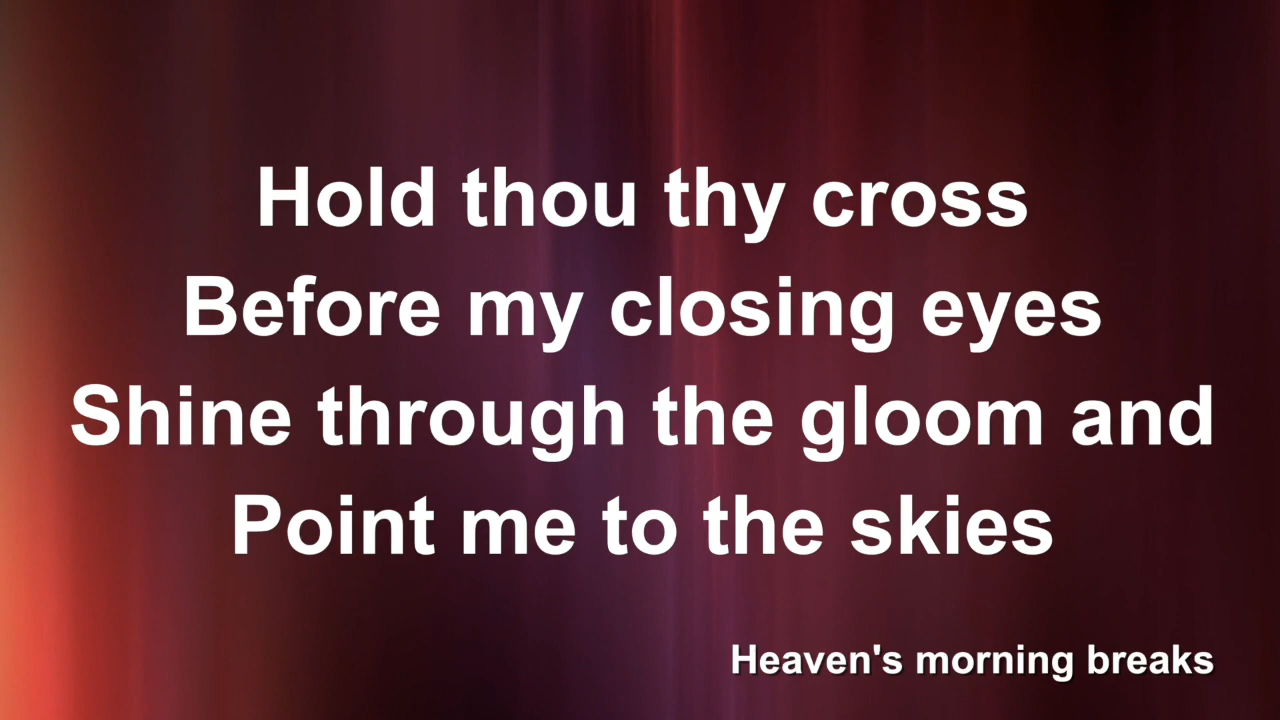 Hold thou thy cross
Before my closing eyes
Shine through the gloom and
Point me to the skies
Heaven's morning breaks